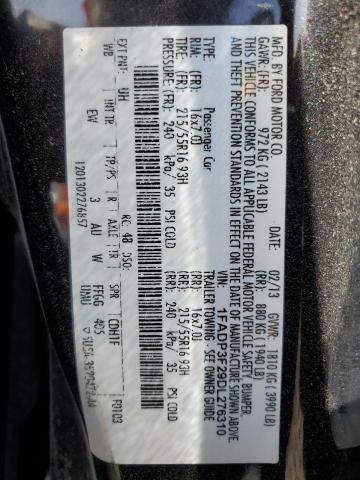 MFD. BY FORD MOTOR CO.
DATE: 02/13 GVWR: 1810 KG (3990 LB)
GAWR: (FR): 972 KG (2143 LB) (RR): 880 KG (1940 LB)
THIS VEHICLE CONFORMS TO ALL APPLICABLE FEDERAL MOTOR VEHICLE SAFETY BUMPER,
AND THEFT PREVENTION STANDARDS IN EFFECT ON THE DATE OF MANUFACTURE SHOWN ABOVE.
VIN: 1FADP3F29DL276310
TYPE: Passenger Car TRAILER TOWING - SEE OWNER GUIDE
RIM: (FR): 16x7.0J (RR): 16x7.0J
TIRE: (FR): 215/55R16 93H (RR): 215/55R16 93H
PRESSURE: (FR): 240 kPa/ 35 PSI COLD (RR): 240 kPa/ 35 PSI COLD
EXT PNT: UH RC: 48 DSO: F0103
WB INT TR TP/PS R AXLE TR SPR
EW 3 AU W FF6G 4D5
1201302276857